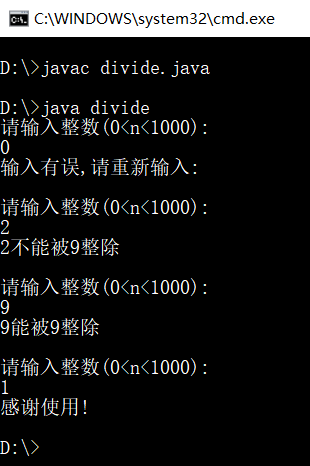 C:\WINDOWS\system32\cmd.exe
D:\>javac divide.java
D:\>java divide
请输入整数(0<n<1000):
0
输入有误,请重新输入:
请输入整数(0<n<1000):
2
2不能被9整除
请输入整数(0<n<1000):
9
9能被9整除
请输入整数(0<n<1000):
1
感谢使用!
D:\>